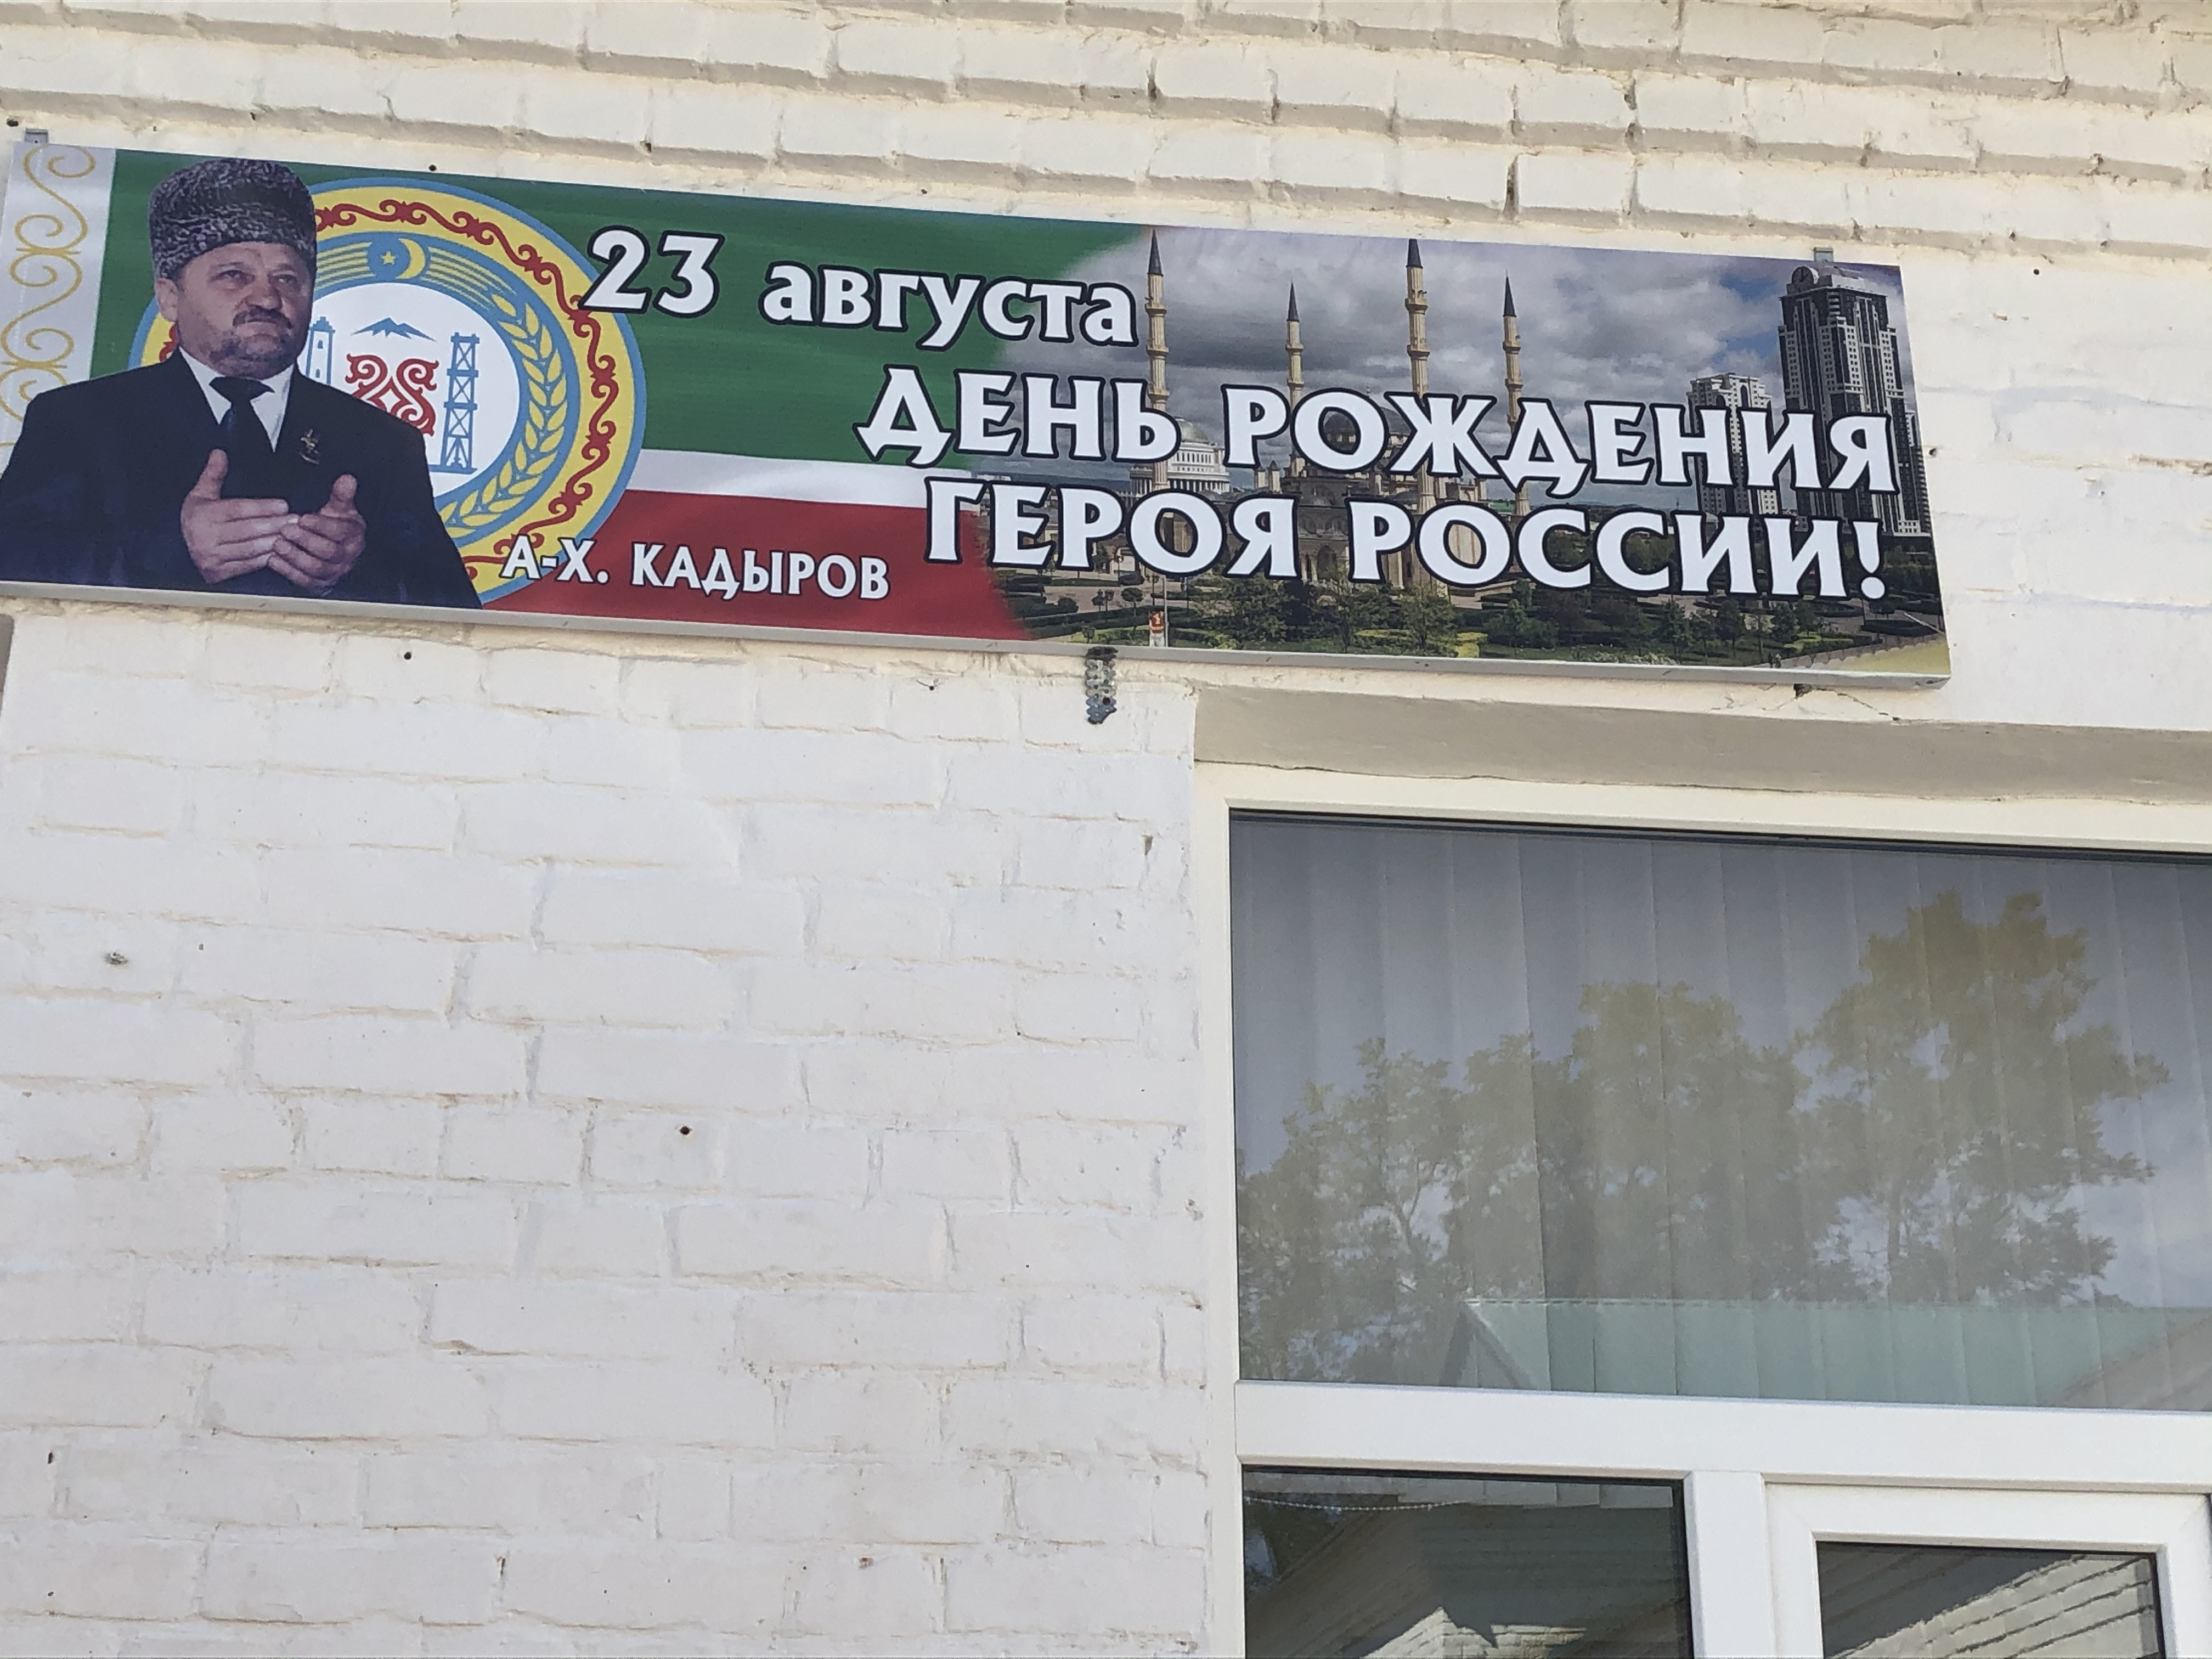 23 августа
ДЕНЬ РОЖДЕНИЯ
ГЕРОЯ РОССИИ!
А-Х. КАДЫРОВ